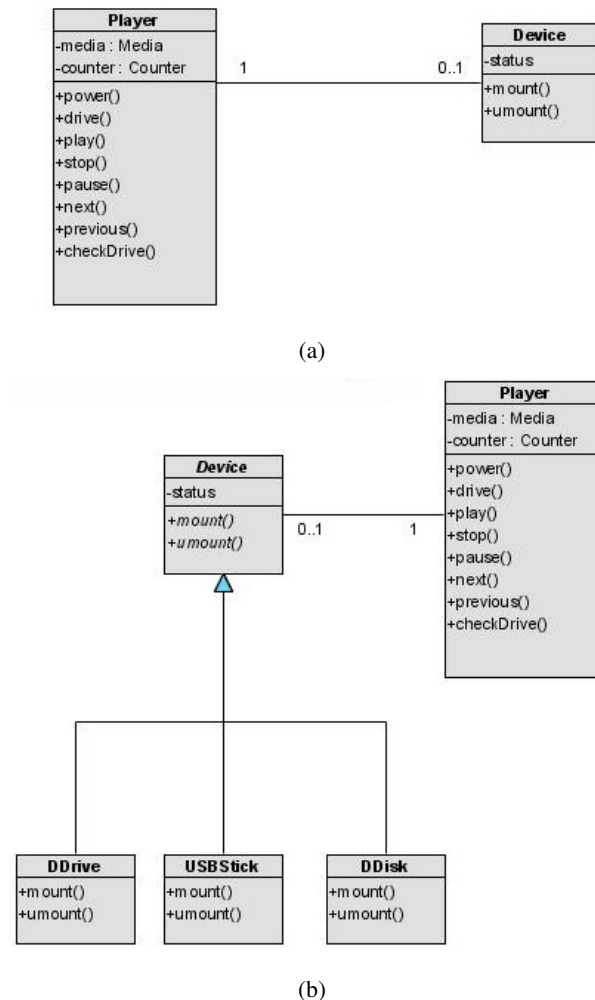 Player
-media : Media
-counter : Counter
+power()
+drive()
+play()
+stop()
+pause()
+next()
+previous()
+checkDrive()
1
0..1
Device
-status
+mount()
+umount()
(a)
Player
-media : Media
-counter : Counter
+power()
+drive()
+play()
+stop()
+pause()
+next()
+previous()
+checkDrive()
Device
-status
+mount()
+umount()
0..1
1
DDrive
+mount()
+umount()
USBStick
+mount()
+umount()
DDisk
+mount()
+umount()
(b)